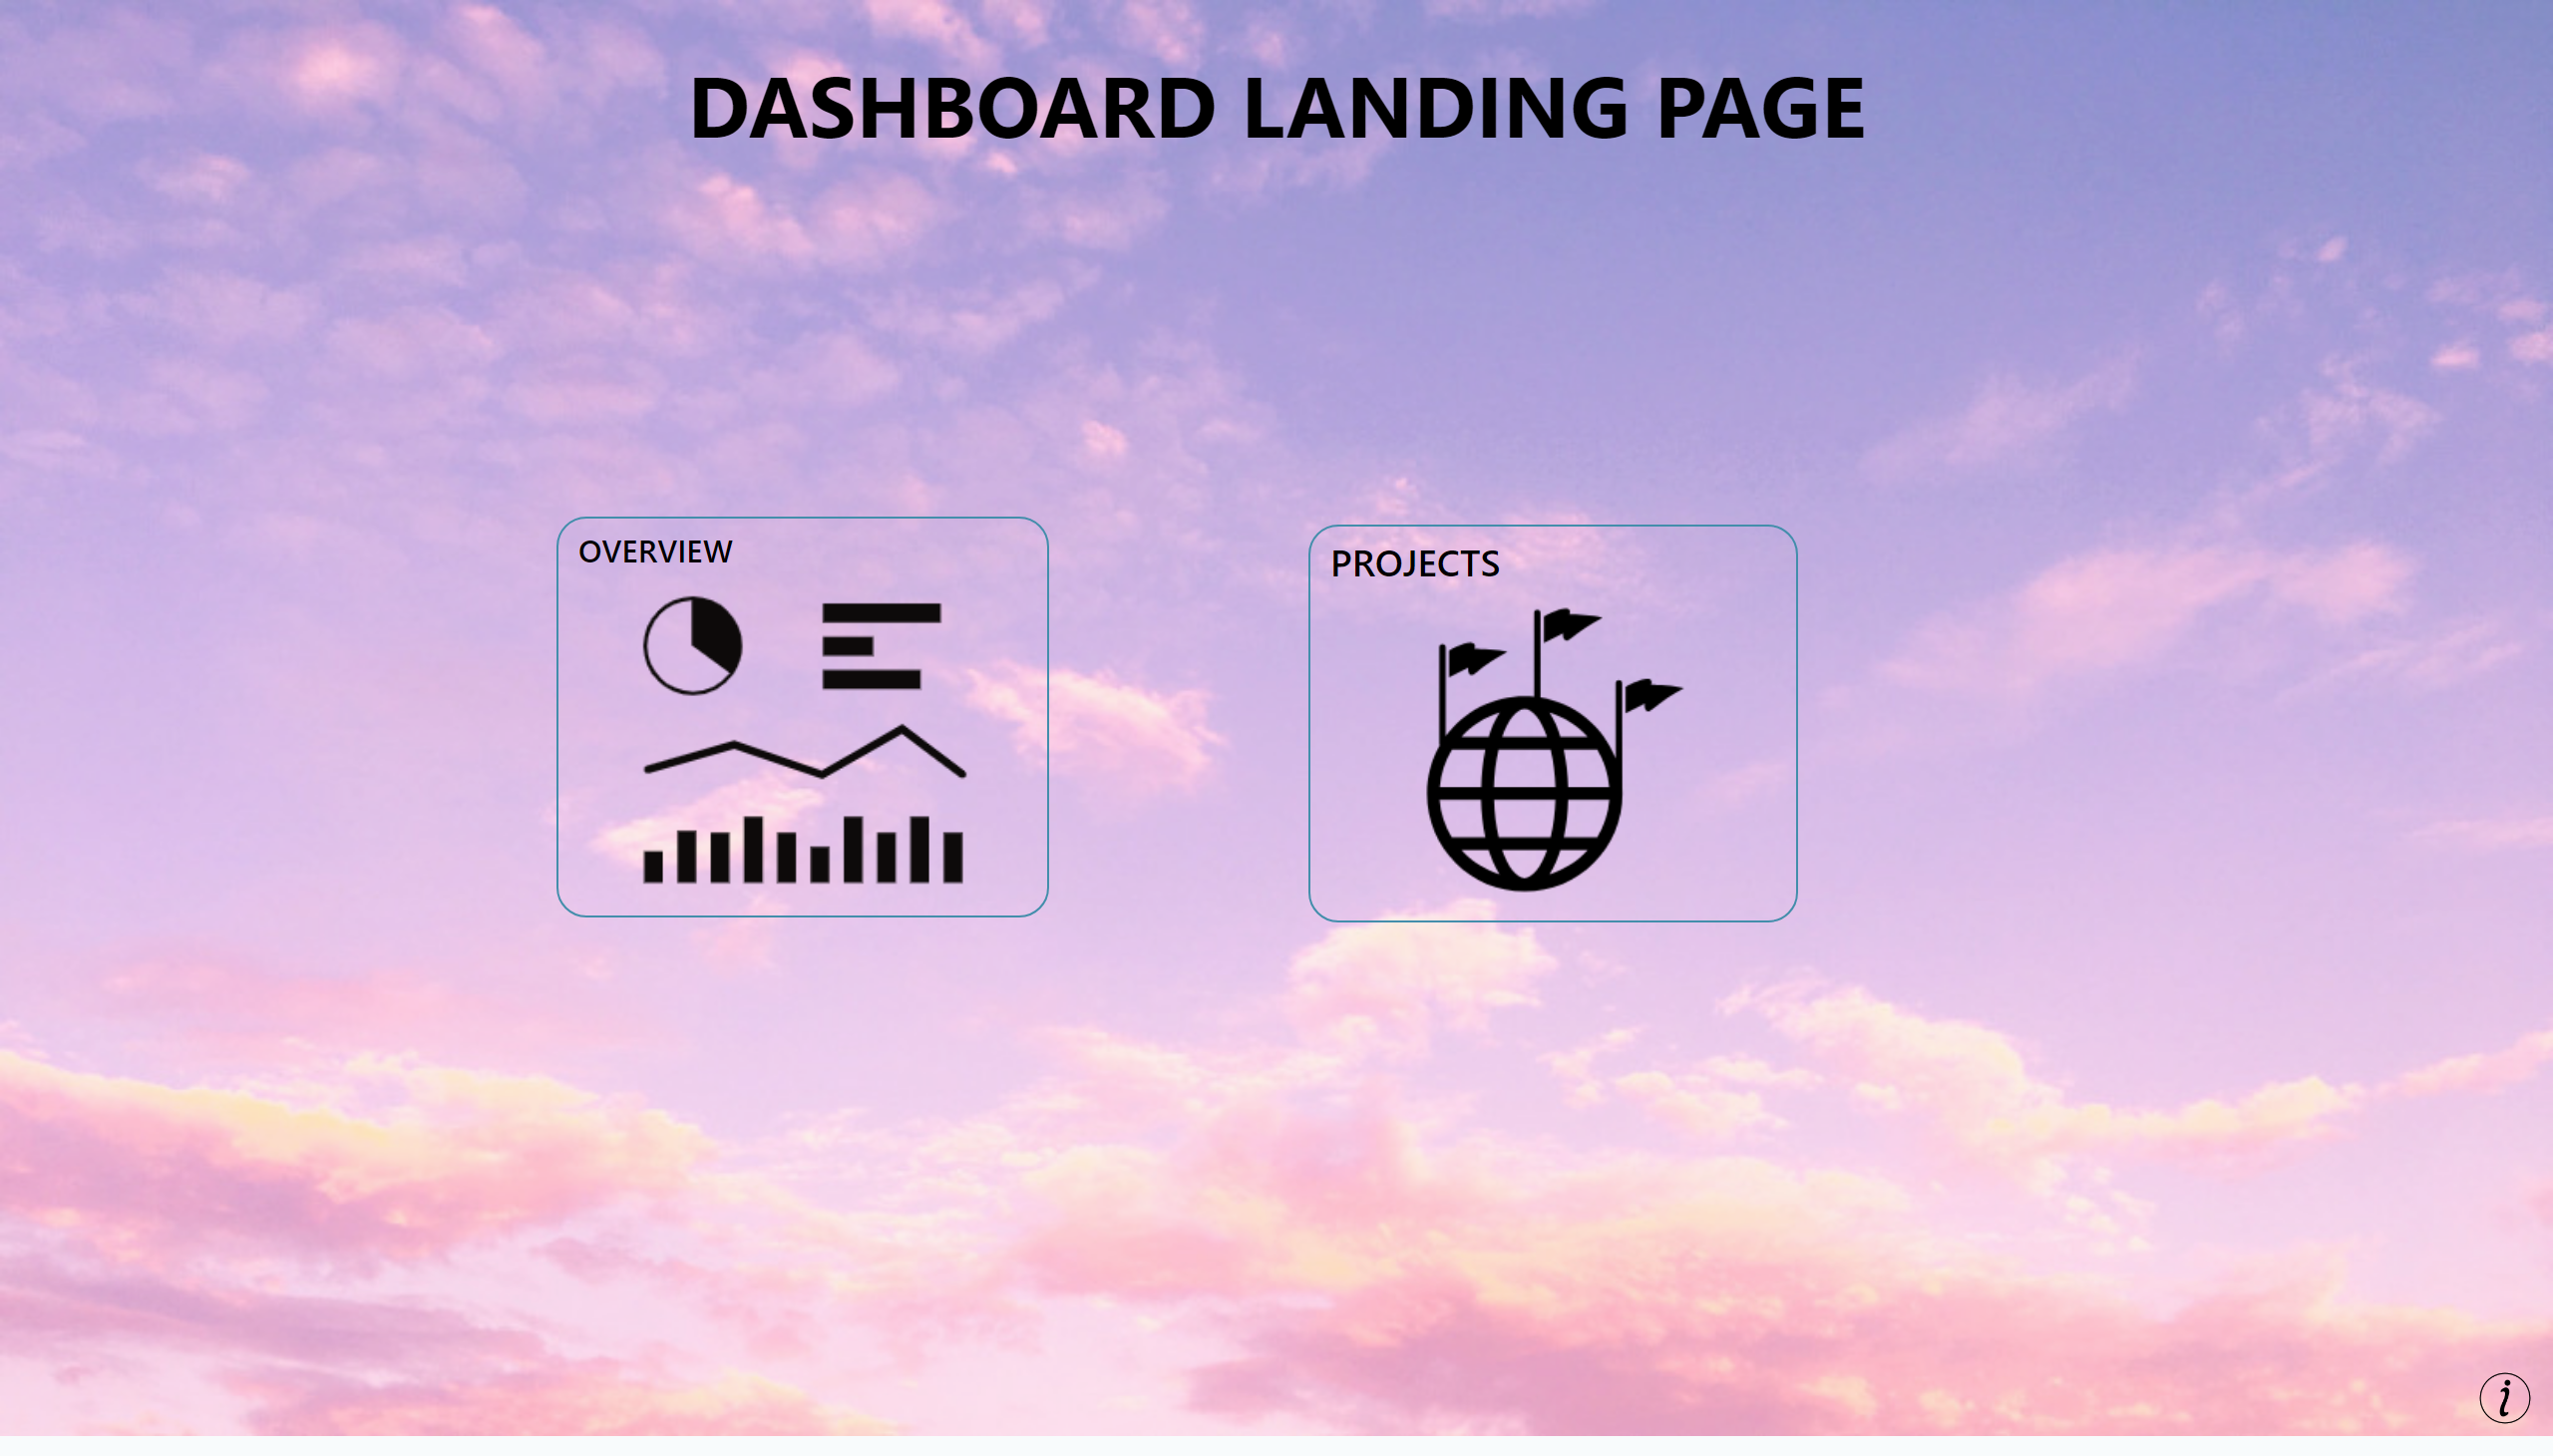 DASHBOARD LANDING PAGE
OVERVIEW
PROJECTS
i